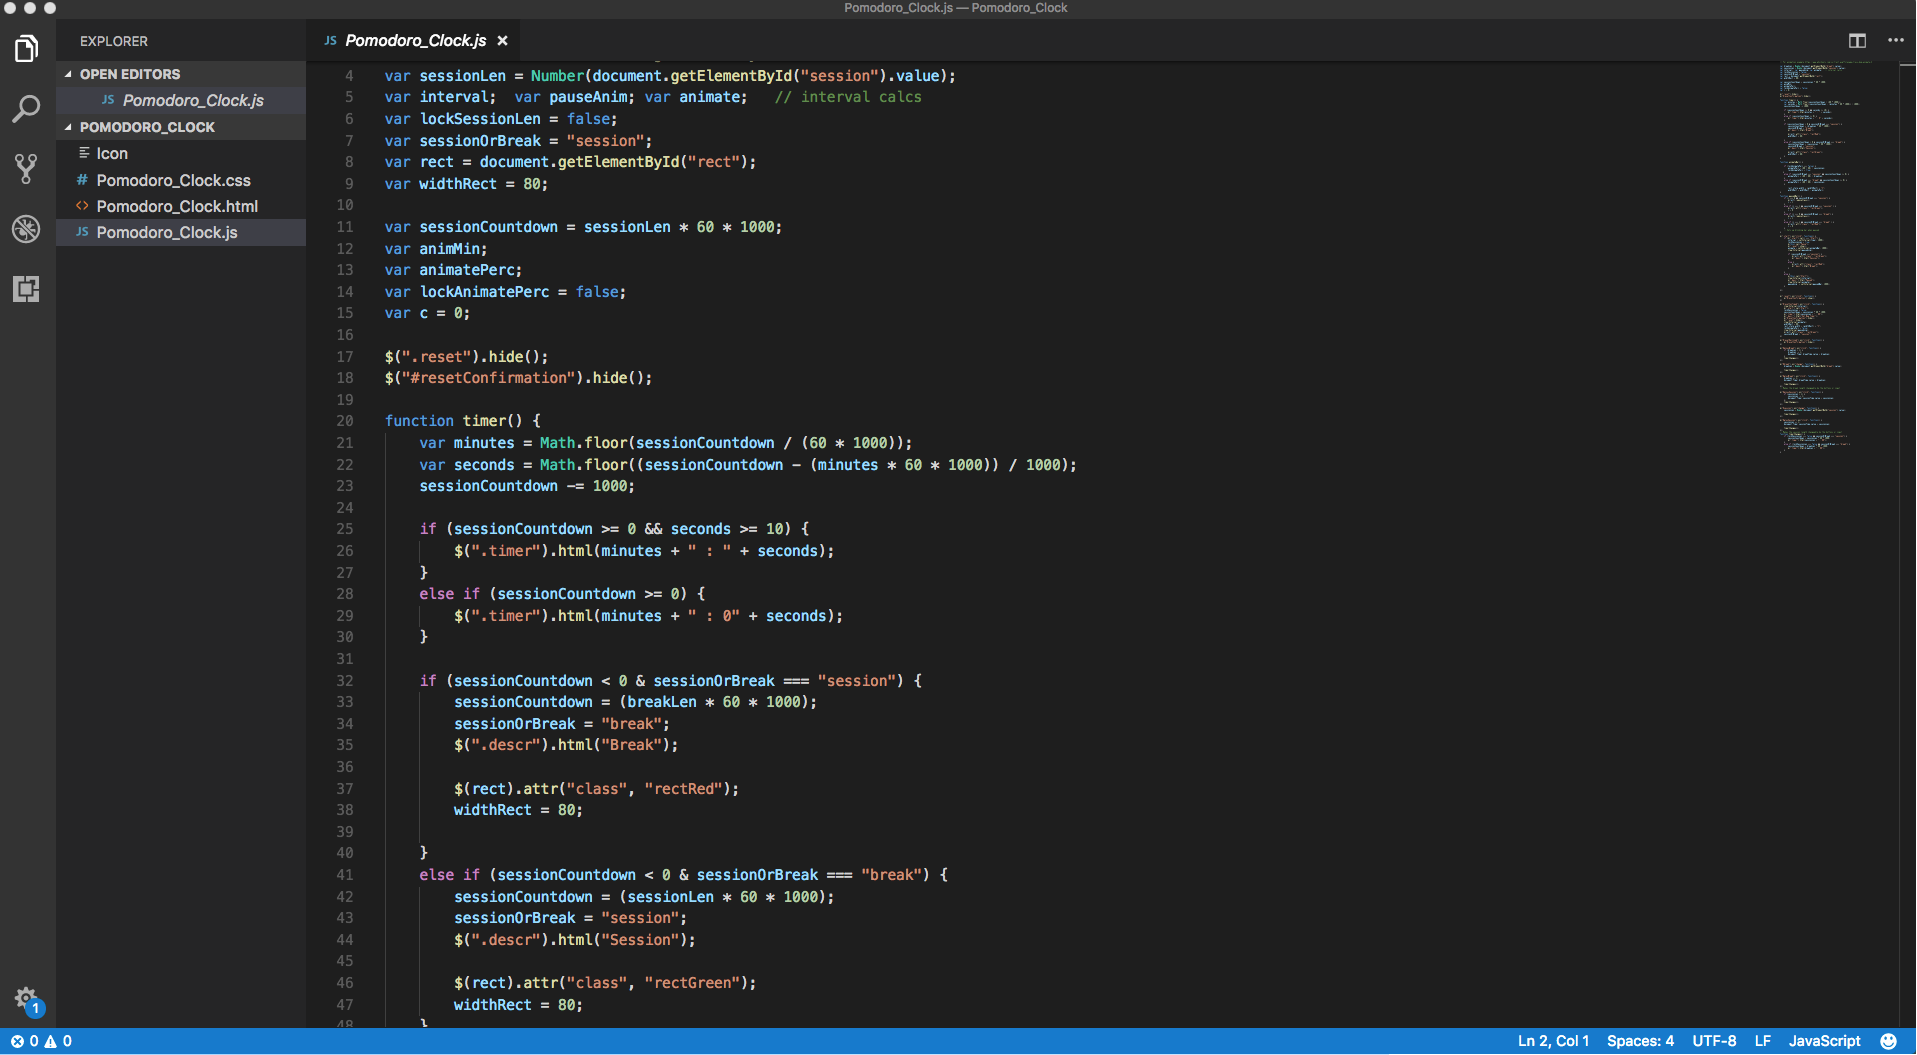 Pomodoro_Clock.js — Pomodoro_Clock
EXPLORER
OPEN EDITORS
JS Pomodoro_Clock.js
POMODORO_CLOCK
Icon
# Pomodoro_Clock.css
<> Pomodoro_Clock.html
JS Pomodoro_Clock.js
1
JS Pomodoro_Clock.js ×
4 var sessionLen = Number(document.getElementById("session").value);
5 var interval;  var pauseAnim; var animate;   // interval calcs
6 var lockSessionLen = false;
7 var sessionOrBreak = "session";
8 var rect = document.getElementById("rect");
9 var widthRect = 80;
10
11 var sessionCountdown = sessionLen * 60 * 1000;
12 var animMin;
13 var animatePerc;
14 var lockAnimatePerc = false;
15 var c = 0;
16
17 $(".reset").hide();
18 $("#resetConfirmation").hide();
19
20 function timer() {
21     var minutes = Math.floor(sessionCountdown / (60 * 1000));
22     var seconds = Math.floor((sessionCountdown - (minutes * 60 * 1000)) / 1000);
23     sessionCountdown -= 1000;
24
25     if (sessionCountdown >= 0 && seconds >= 10) {
26         $(".timer").html(minutes + " : " + seconds);
27     }
28     else if (sessionCountdown >= 0) {
29         $(".timer").html(minutes + " : 0" + seconds);
30     }
31
32     if (sessionCountdown < 0 & sessionOrBreak === "session") {
33         sessionCountdown = (breakLen * 60 * 1000);
34         sessionOrBreak = "break";
35         $(".descr").html("Break");
36
37         $(rect).attr("class", "rectRed");
38         widthRect = 80;
39
40     }
41     else if (sessionCountdown < 0 & sessionOrBreak === "break") {
42         sessionCountdown = (sessionLen * 60 * 1000);
43         sessionOrBreak = "session";
44         $(".descr").html("Session");
45
46         $(rect).attr("class", "rectGreen");
47         widthRect = 80;
48     }
0 0
Ln 2, Col 1 Spaces: 4 UTF-8 LF JavaScript